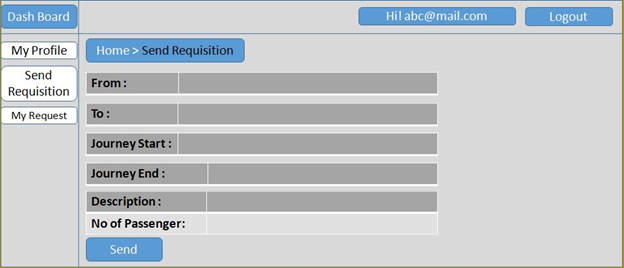 Dash Board
Hi! abc@mail.com
Logout
My Profile
Send
Requisition
My Request
Home > Send Requisition
From :
To :
Journey Start :
Journey End :
Description :
No of Passenger:
Send